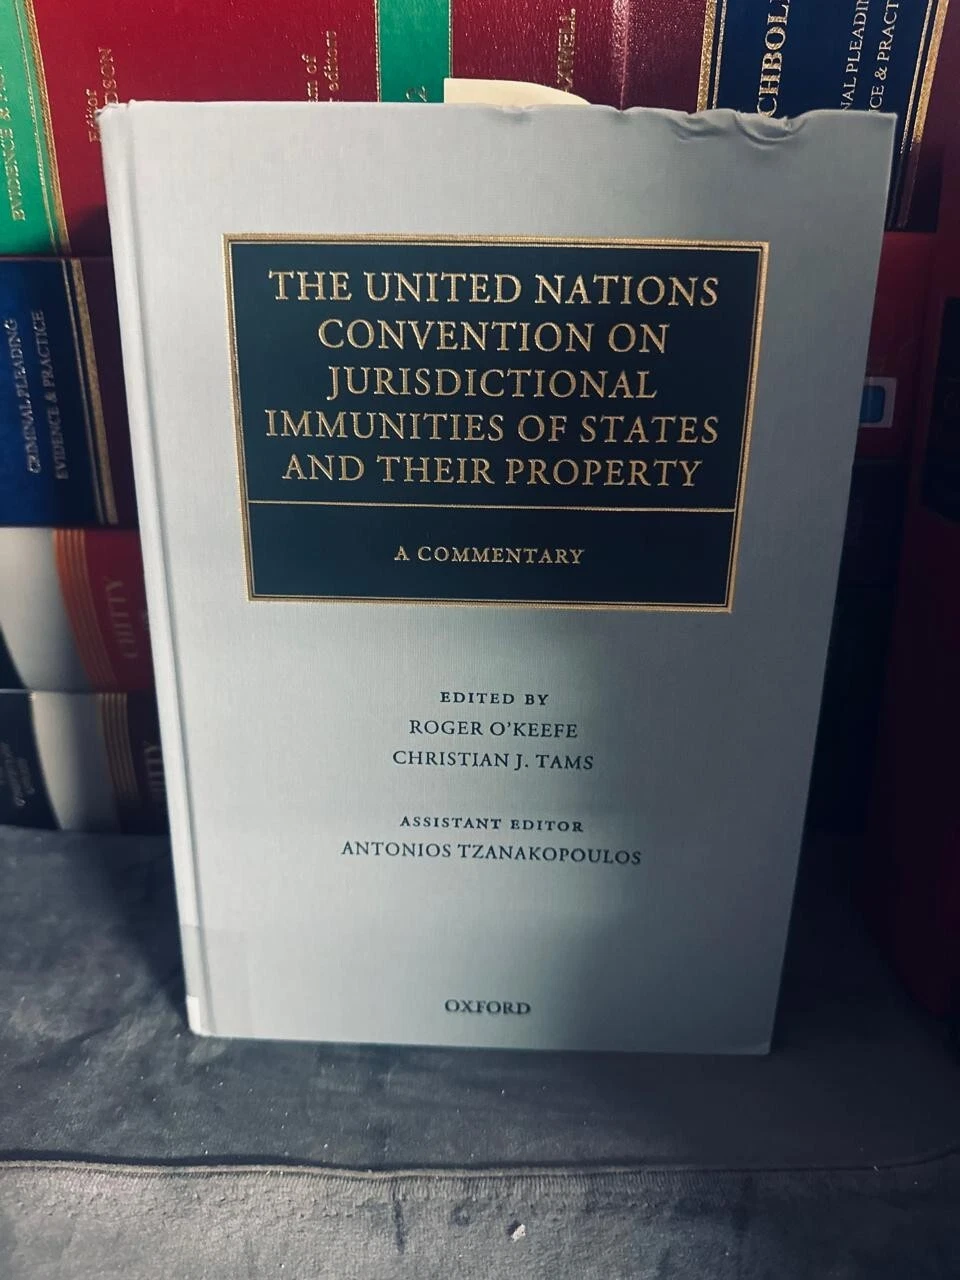 THE UNITED NATIONS
CONVENTION ON
JURISDICTIONAL
IMMUNITIES OF STATES
AND THEIR PROPERTY
A COMMENTARY
EDITED BY
ROGER O'KEEFE
CHRISTIAN J. TAMS
ASSISTANT EDITOR
ANTONIOS TZANAKOPOULOS
OXFORD
CRIMINAL PLEADING
EVIDENCE & PRACTICE
CHITTY